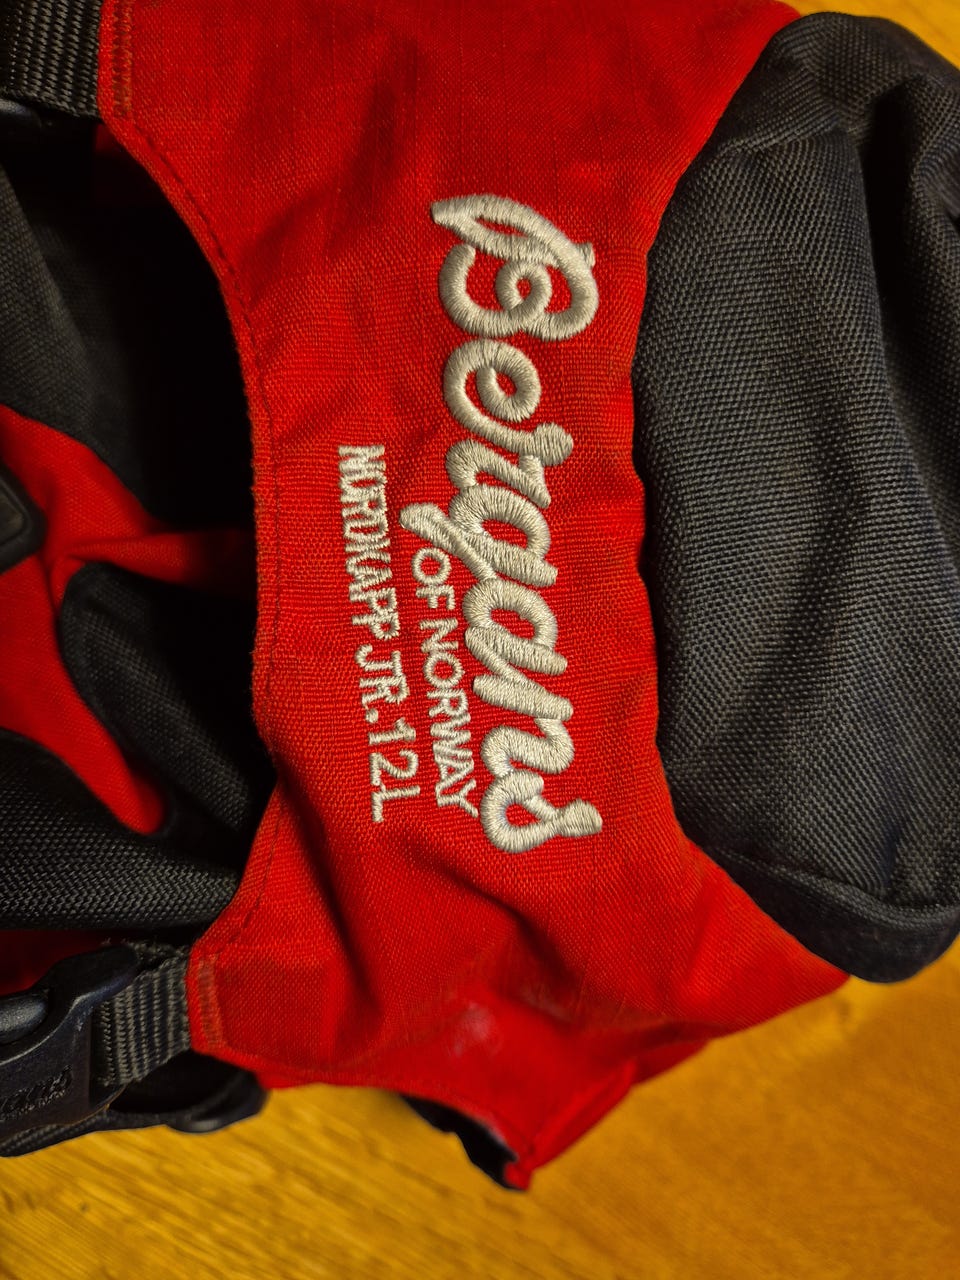 Bergans
OF NORWAY
NORDKAPP JR. 12L